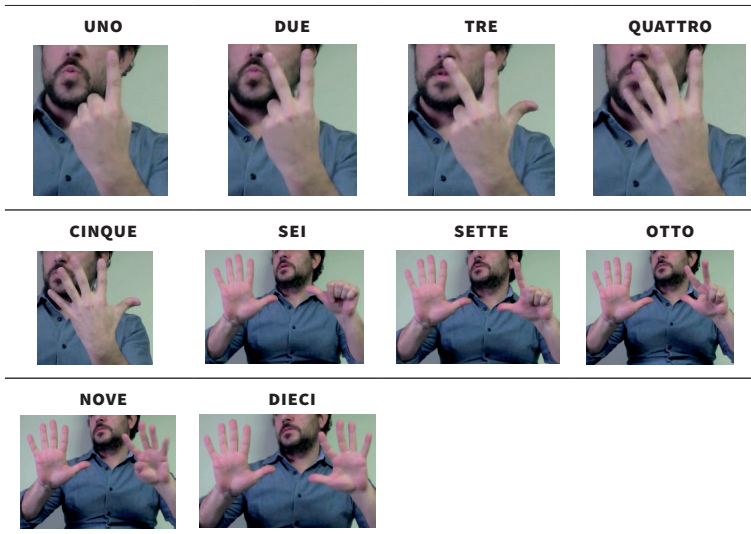 UNO DUE TRE QUATTRO
CINQUE SEI SETTE OTTO
NOVE DIECI